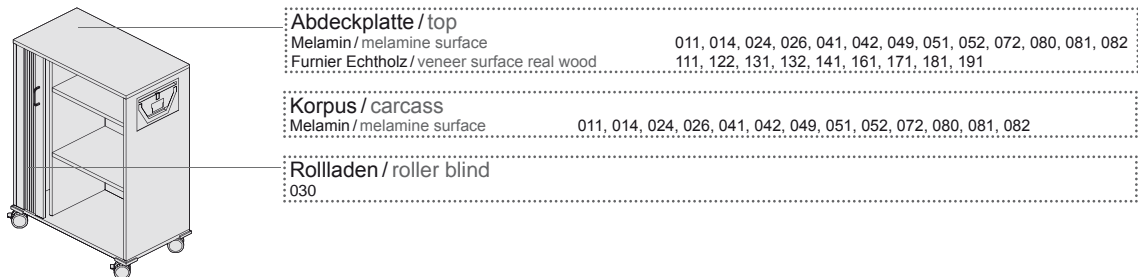 Abdeckplatte / top
Melamin / melamine surface 011, 014, 024, 026, 041, 042, 049, 051, 052, 072, 080, 081, 082
Furnier Echtholz / veneer surface real wood 111, 122, 131, 132, 141, 161, 171, 181, 191
Korpus / carcass
Melamin / melamine surface 011, 014, 024, 026, 041, 042, 049, 051, 052, 072, 080, 081, 082
Rollladen / roller blind
030